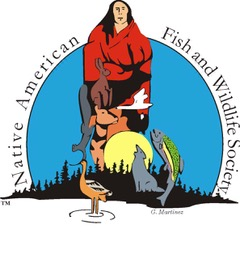 Native American
Fish and Wildlife Society
TM
G. Martinez